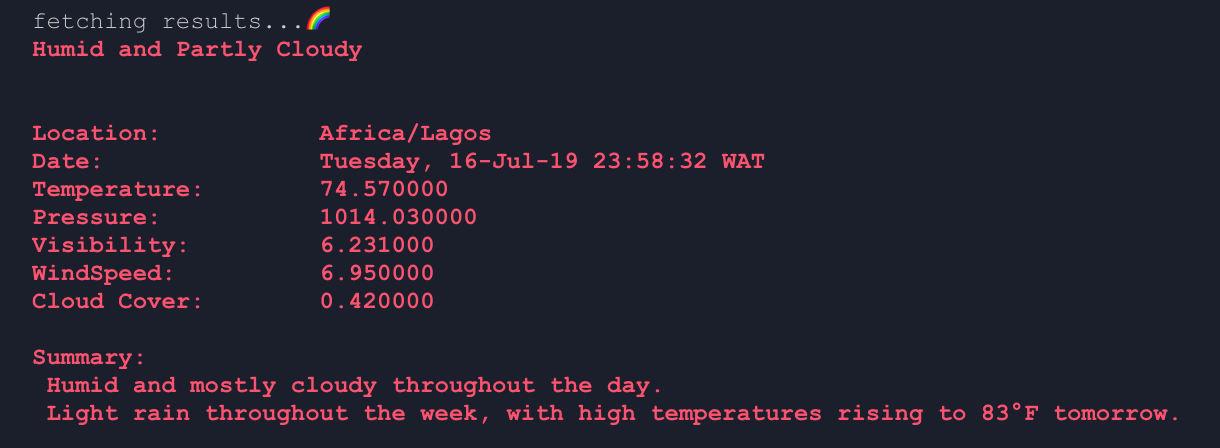 fetching results...🌈
Humid and Partly Cloudy
Location: Africa/Lagos
Date: Tuesday, 16-Jul-19 23:58:32 WAT
Temperature: 74.570000
Pressure: 1014.030000
Visibility: 6.231000
WindSpeed: 6.950000
Cloud Cover: 0.420000
Summary:
Humid and mostly cloudy throughout the day.
Light rain throughout the week, with high temperatures rising to 83°F tomorrow.